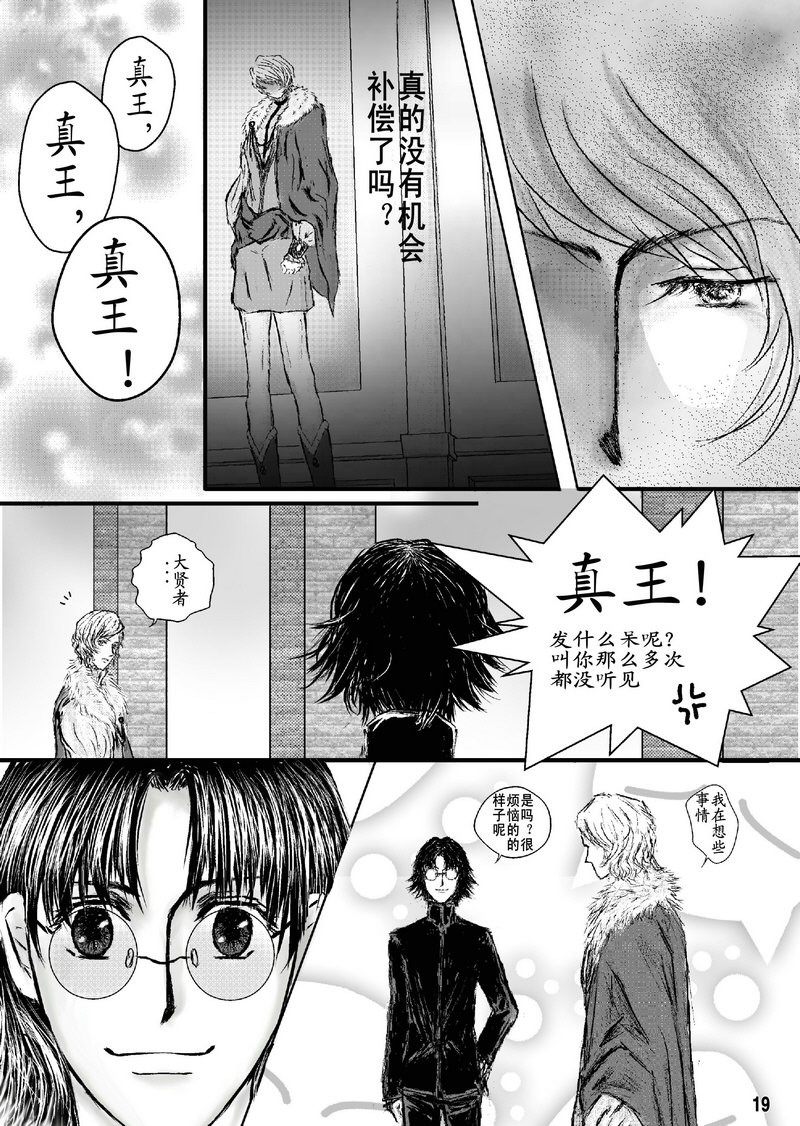 真的没有机会
补偿了吗？
真王，
真王，
真王！
真王！
发什么呆呢？
叫你那么多次
都没听见
大贤者
…
我在想些
事情
是吗？很
烦恼的的
样子呢
19